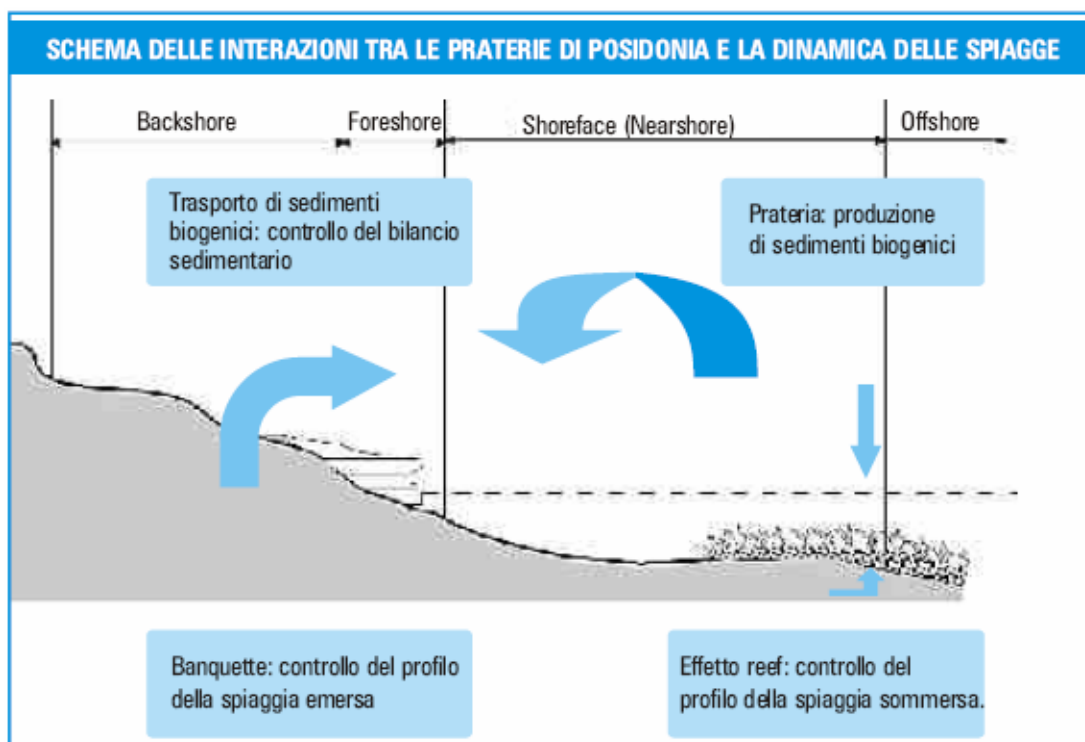 SCHEMA DELLE INTERAZIONI TRA LE PRATERIE DI POSIDONIA E LA DINAMICA DELLE SPIAGGE
Backshore
Foreshore
Shoreface (Nearshore)
Offshore
Trasporto di sedimenti
biogenici: controllo del bilancio
sedimentario
Prateria: produzione
di sedimenti biogenici
Banquette: controllo del profilo
della spiaggia emersa
Effetto reef: controllo del
profilo della spiaggia sommersa.